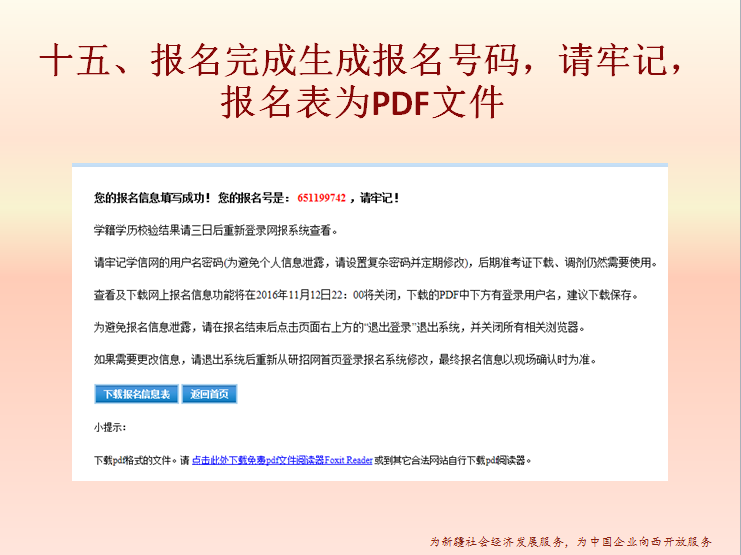 十五、报名完成生成报名号码，请牢记，
报名表为PDF文件
您的报名信息填写成功！ 您的报名号是： 651199742 ，请牢记！
学籍学历校验结果请三日后重新登录网报系统查看。
请牢记学信网的用户名密码(为避免个人信息泄露，请设置复杂密码并定期修改)，后期准考证下载、调剂仍然需要使用。
查看及下载网上报名信息功能将在2016年11月12日22：00将关闭，下载的PDF中下方有登录用户名，建议下载保存。
为避免报名信息泄露，请在报名结束后点击页面右上方的“退出登录”退出系统，并关闭所有相关浏览器。
如果需要更改信息，请退出系统后重新从研招网首页登录报名系统修改，最终报名信息以现场确认时为准。
下载报名信息表 返回首页
小提示：
下载pdf格式的文件。请 点击此处下载免费pdf文件阅读器Foxit Reader 或到其它合法网站自行下载pdf阅读器。
为新疆社会经济发展服务，为中国企业向西开放服务